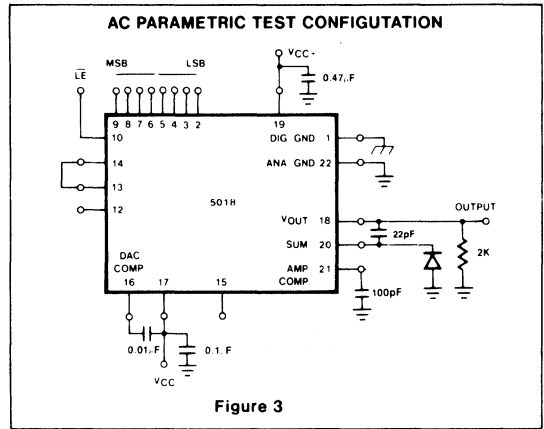 AC PARAMETRIC TEST CONFIGUTATION
VCC+
MSB LSB
LE
0.47µF
9 8 7 6 5 4 3 2
19
10
DIG GND 1
14
ANA GND 22
13
5018
OUTPUT
12
VOUT 18
22pF
SUM 20
2K
DAC
COMP
AMP
COMP.
21
16 17 15
100pF
0.01µF
0.1µF
VCC
Figure 3